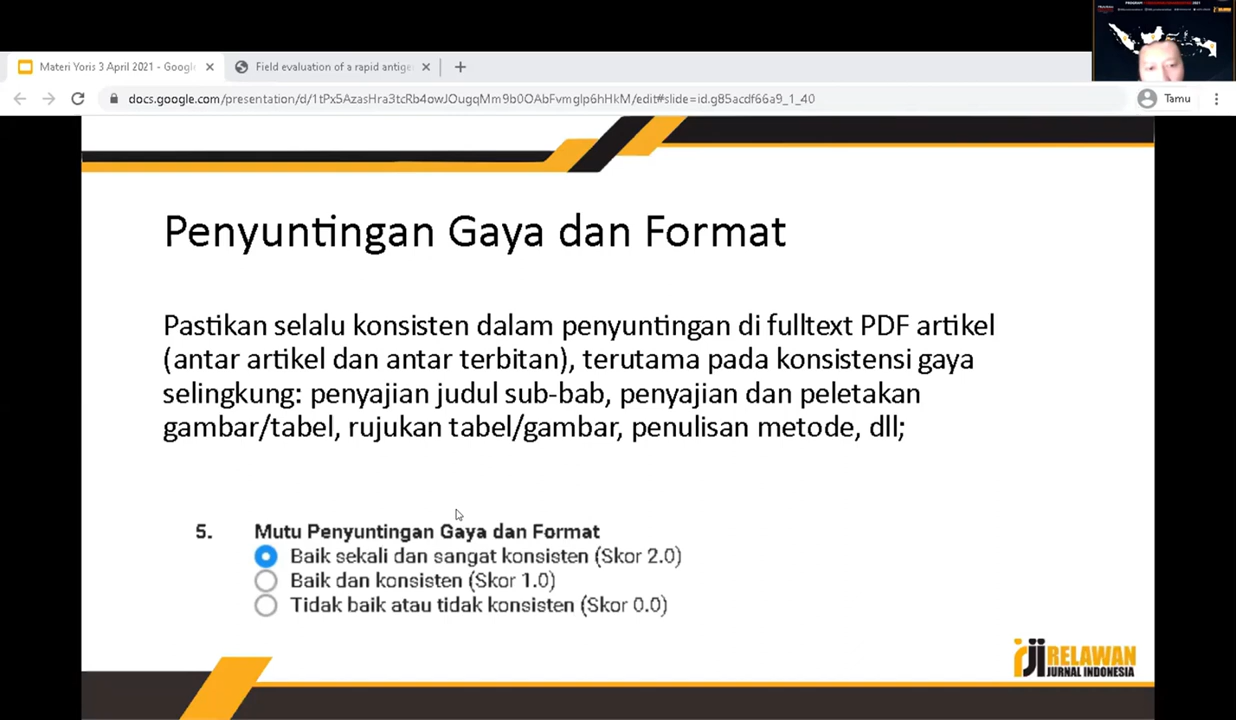 Materi Yoris 3 April 2021 - Google
Field evaluation of a rapid antige
docs.google.com/presentation/d/1tPx5AzasHra3tcRb4owJOugqMm9b0OAbFvmglp6hHkM/edit#slide=id.g85acdf66a9_1_40
Tamu
Penyuntingan Gaya dan Format
Pastikan selalu konsisten dalam penyuntingan di fulltext PDF artikel
(antar artikel dan antar terbitan), terutama pada konsistensi gaya
selingkung: penyajian judul sub-bab, penyajian dan peletakan
gambar/tabel, rujukan tabel/gambar, penulisan metode, dll;
5. Mutu Penyuntingan Gaya dan Format
Baik sekali dan sangat konsisten (Skor 2.0)
Baik dan konsisten (Skor 1.0)
Tidak baik atau tidak konsisten (Skor 0.0)
RELAWAN
JURNAL INDONESIA